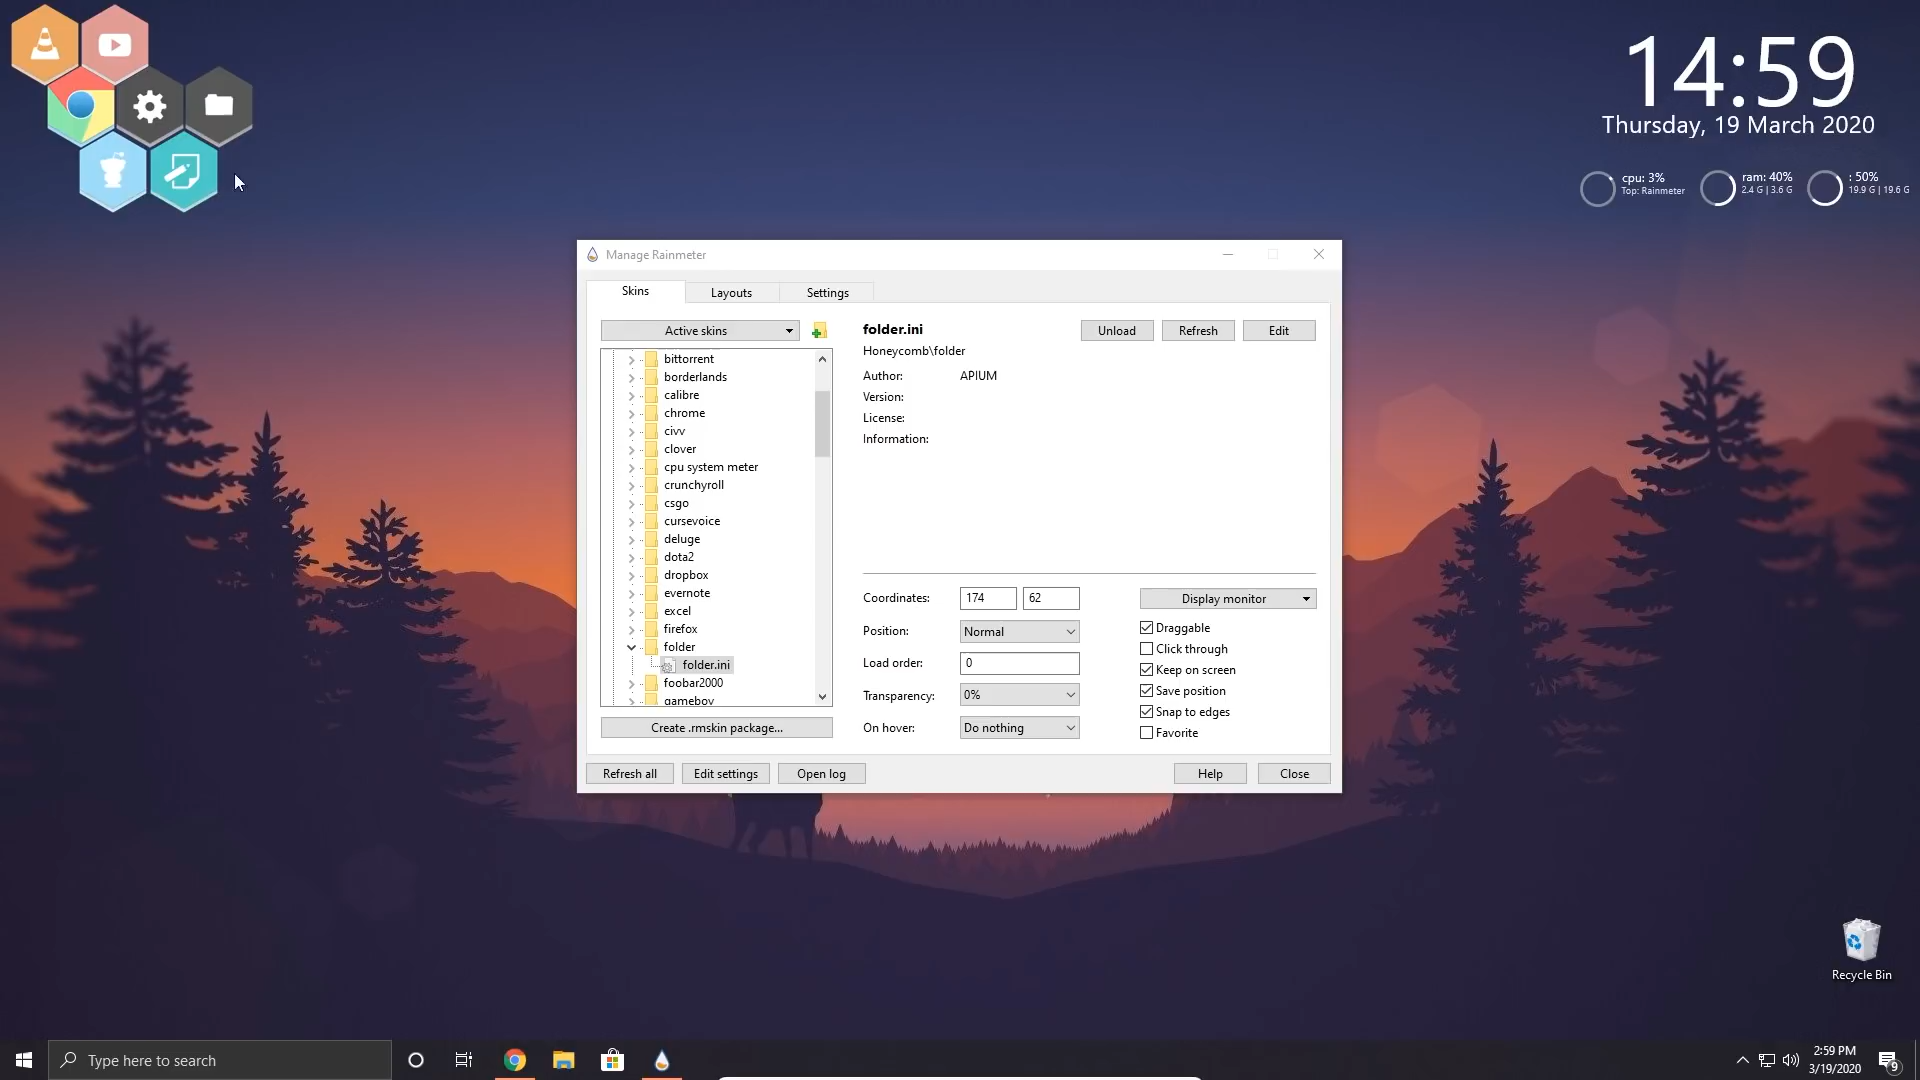 14:59
Thursday, 19 March 2020
cpu: 3%
Top: Rainmeter
ram: 40%
2.4 G | 3.6 G
: 50%
19.9 G | 19.6 G
Manage Rainmeter
Skins
Layouts
Settings
Active skins
bittorrent
borderlands
calibre
chrome
civv
clover
cpu system meter
crunchyroll
csgo
cursevoice
deluge
dota2
dropbox
evernote
excel
firefox
folder
folder.ini
foobar2000
gameboy
Create .rmskin package...
folder.ini
Unload
Refresh
Edit
Honeycomb\folder
Author: APIUM
Version:
License:
Information:
Coordinates: 174 62
Position: Normal
Load order: 0
Transparency: 0%
On hover: Do nothing
Display monitor
Draggable
Click through
Keep on screen
Save position
Snap to edges
Favorite
Refresh all
Edit settings
Open log
Help
Close
Recycle Bin
Type here to search
2:59 PM
3/19/2020
9